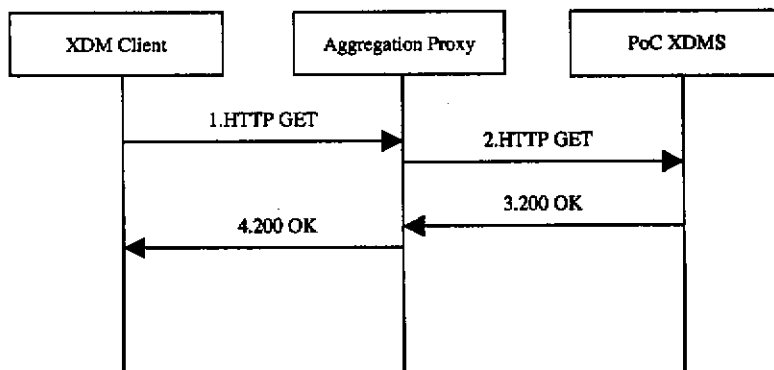 XDM Client
Aggregation Proxy
PoC XDMS
1.HTTP GET
2.HTTP GET
3.200 OK
4.200 OK